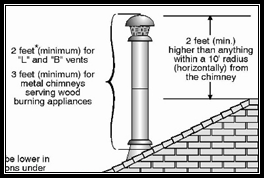 2 feet*(minimum) for
"L" and "B" vents
3 feet (minimum) for
metal chimneys
serving wood
burning appliances
2 feet (min.)
higher than anything
within a 10' radius
(horizontally) from
the chimney
be lower in
ons under